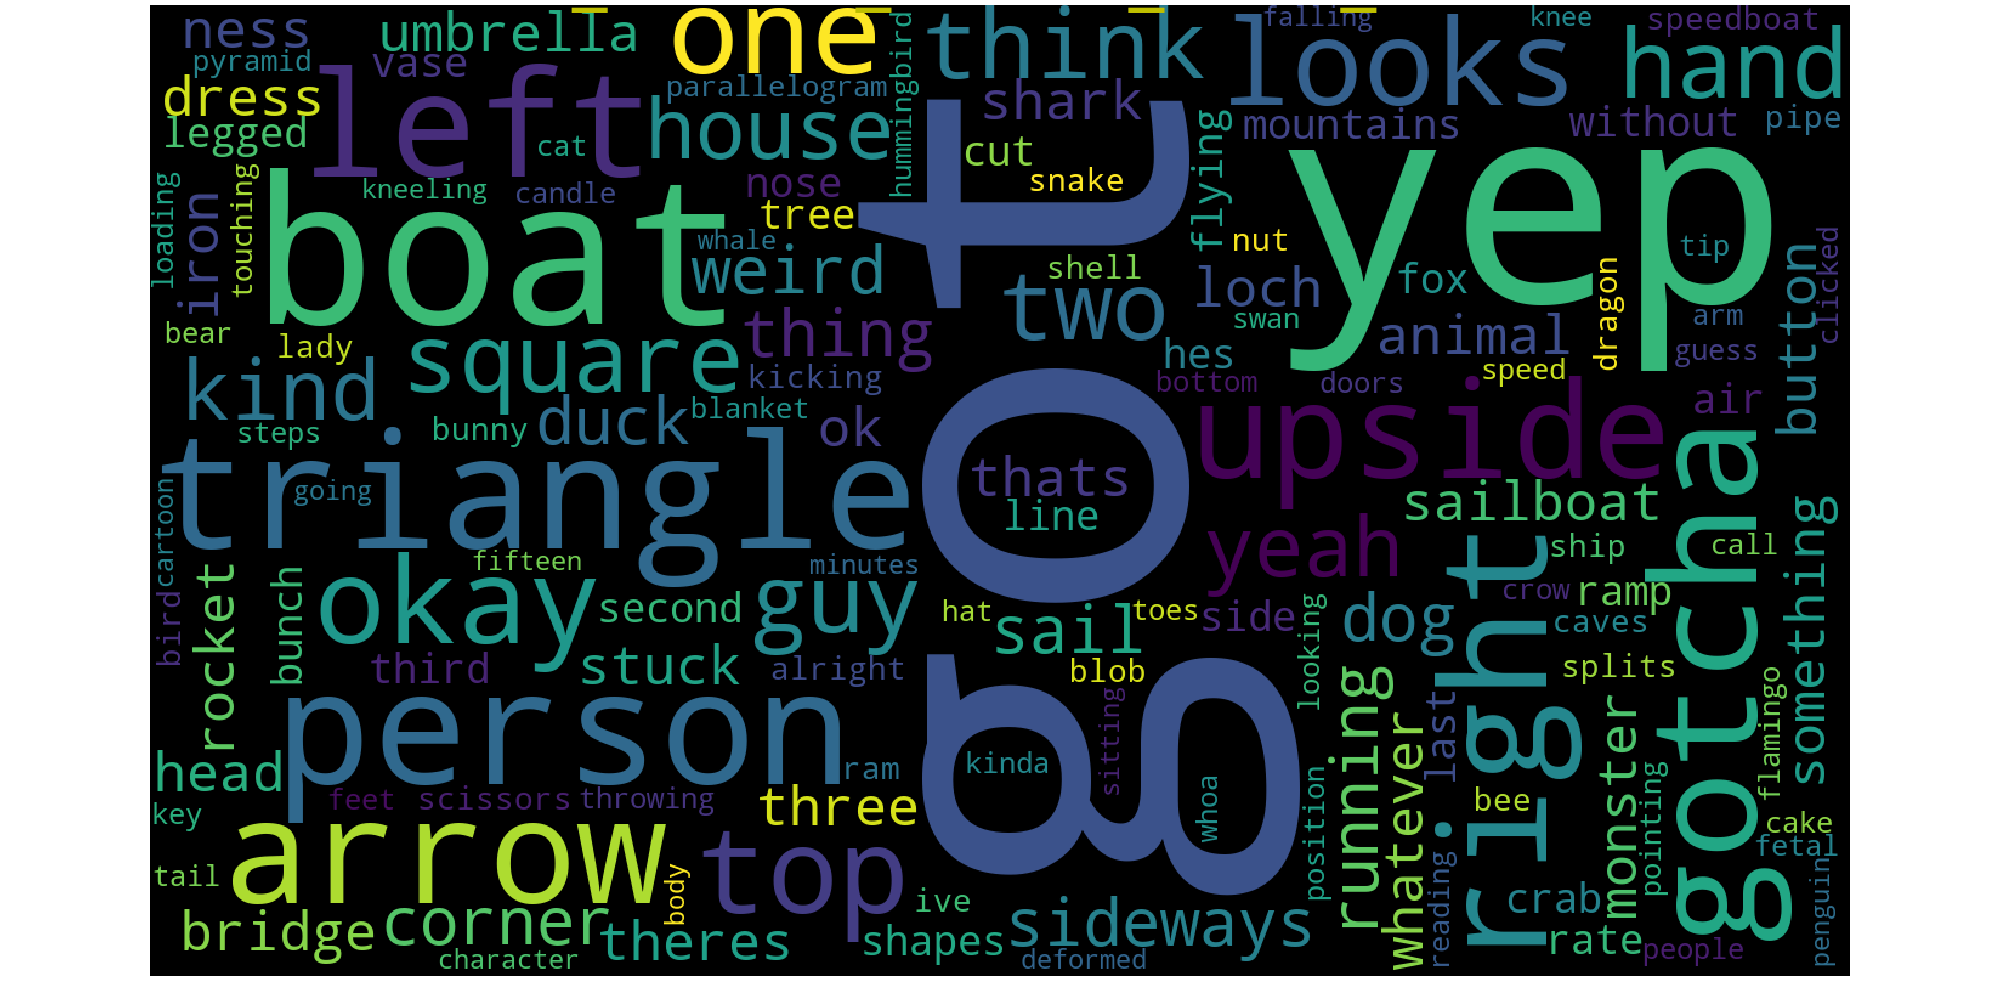 ness
umbrella
one
think
looks
falling
knee
speedboat
pyramid
vase
left
hummingbird
hand
dress
parallelogram
shark
legged
house
mountains
without
pipe
cat
cut
flying
yep
loading
touching
iron
kneeling
candle
nose
snake
boat
tree
got
whale
weird
nut
tip
shell
loch
fox
dragon
button
clicked
bear
lady
square
thing
two
swan
animal
arm
guess
hes
kind
kicking
bottom
doors
speed
steps
bunny
duck
blanket
ok
upside
air
triangle
going
thats
line
sailboat
gotcha
cartoon
bird
fifteen
minutes
yeah
right
ship
call
something
rocket
bunch
okay
second
guy
hat
sail
toes
side
looking
dog
crow
ramp
caves
third
stuck
alright
blob
sitting
running
whatever
last
splits
monster
flamingo
person
head
ram
kinda
whoa
position
key
feet
scissors
throwing
three
bee
pointing
cake
arrow
top
fetal
tail
body
ive
reading
crab
penguin
bridge
corner
theres
shapes
sideways
rate
people
character
deformed